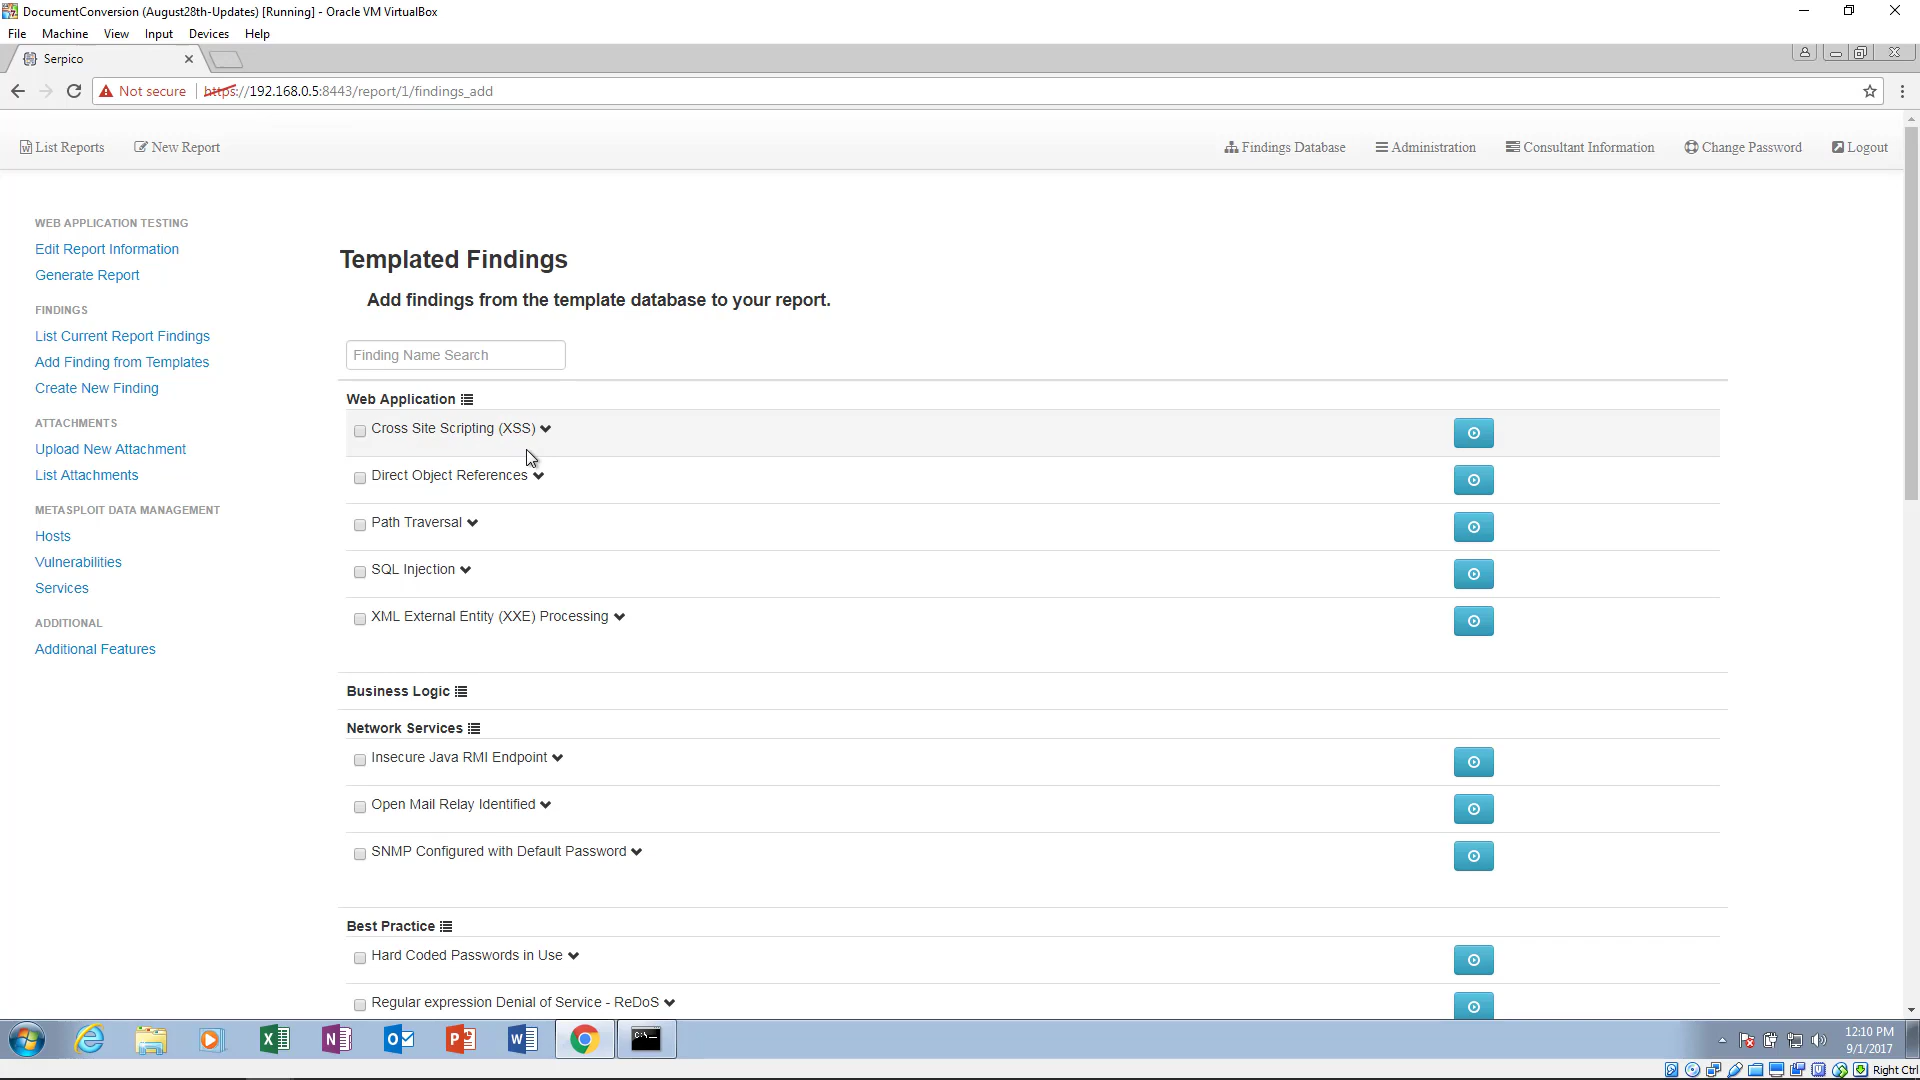 DocumentConversion (August28th-Updates) [Running] - Oracle VM VirtualBox
File Machine View Input Devices Help
Serpico
Not secure https://192.168.0.5:8443/report/1/findings_add
List Reports New Report Findings Database Administration Consultant Information Change Password Logout
WEB APPLICATION TESTING
Edit Report Information
Generate Report
FINDINGS
List Current Report Findings
Add Finding from Templates
Create New Finding
ATTACHMENTS
Upload New Attachment
List Attachments
METASPLOIT DATA MANAGEMENT
Hosts
Vulnerabilities
Services
ADDITIONAL
Additional Features
Templated Findings
Add findings from the template database to your report.
Finding Name Search
Web Application
Cross Site Scripting (XSS)
Direct Object References
Path Traversal
SQL Injection
XML External Entity (XXE) Processing
Business Logic
Network Services
Insecure Java RMI Endpoint
Open Mail Relay Identified
SNMP Configured with Default Password
Best Practice
Hard Coded Passwords in Use
Regular expression Denial of Service - ReDoS
12:10 PM
9/1/2017
Right Ctrl